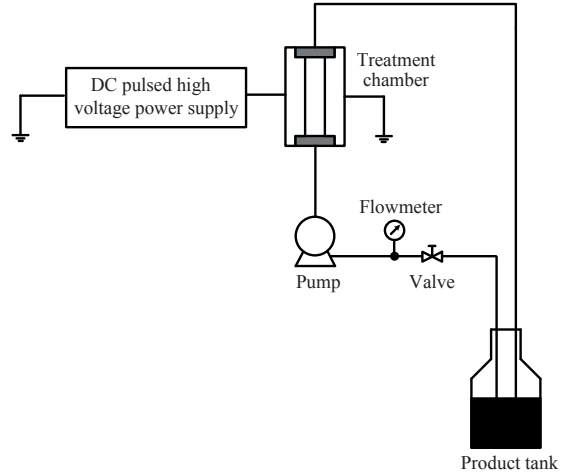 Treatment
chamber
DC pulsed high
voltage power supply
Flowmeter
Pump
Valve
Product tank